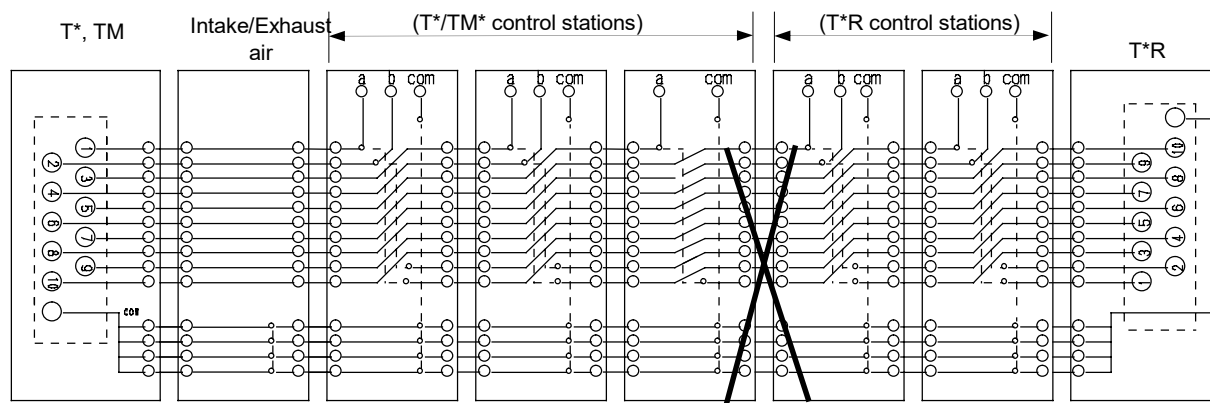 T*, TM
Intake/Exhaust
air
(T*/TM* control stations)
(T*R control stations)
T*R
a b com
a b com
a com
a b com
a b com
1
2
3
4
5
6
7
8
9
10
com
10
9
8
7
6
5
4
3
2
1